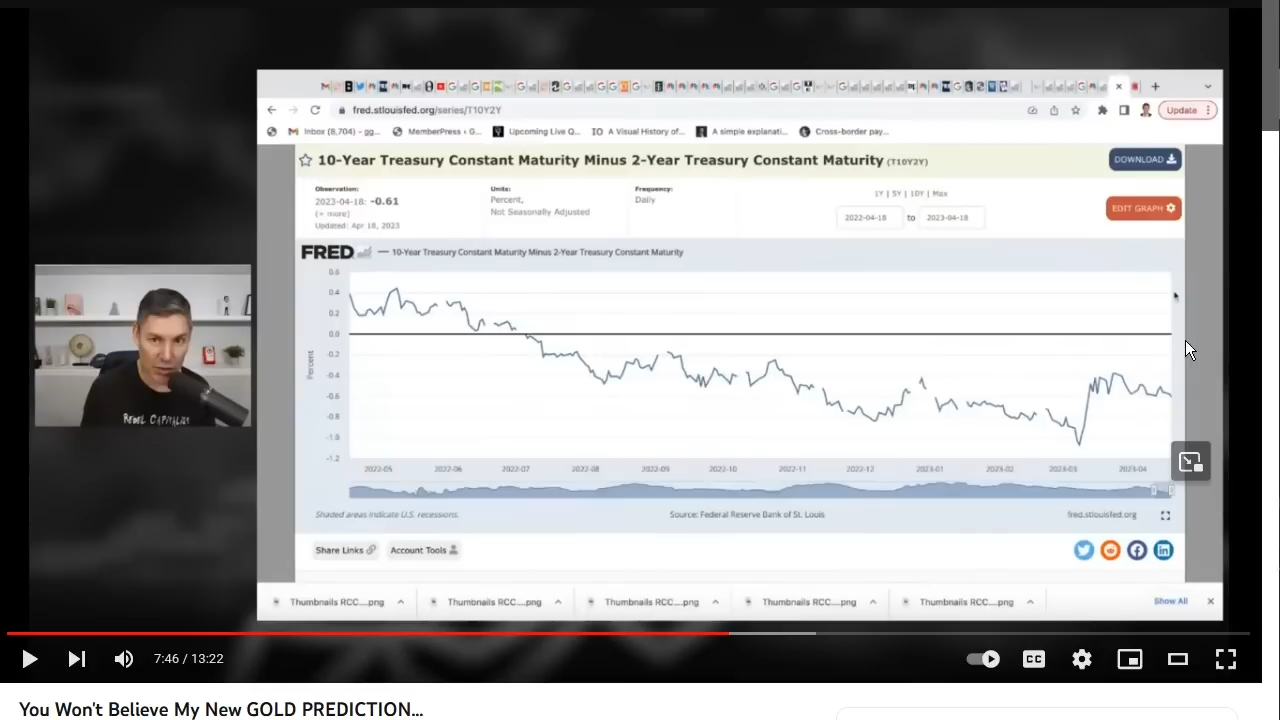 fred.stlouisfed.org/series/T10Y2Y
Update
Inbox (8,704) - gg...
MemberPress ‹ G...
Upcoming Live Q...
IO A Visual History of...
A simple explanati...
Cross-border pay...
10-Year Treasury Constant Maturity Minus 2-Year Treasury Constant Maturity (T10Y2Y)
DOWNLOAD
Observation:
2023-04-18: -0.61
(+ more)
Updated: Apr 18, 2023
Units:
Percent,
Not Seasonally Adjusted
Frequency:
Daily
1Y | 5Y | 10Y | Max
2022-04-18 to 2023-04-18
EDIT GRAPH
FRED
10-Year Treasury Constant Maturity Minus 2-Year Treasury Constant Maturity
0.6
0.4
0.2
0.0
-0.2
-0.4
-0.6
-0.8
-1.0
-1.2
Percent
2022-05 2022-06 2022-07 2022-08 2022-09 2022-10 2022-11 2022-12 2023-01 2023-02 2023-03 2023-04
Shaded areas indicate U.S. recessions.
Source: Federal Reserve Bank of St. Louis
fred.stlouisfed.org
Share Links
Account Tools
REBEL CAPITALIST
Thumbnails RCC....png
Thumbnails RCC....png
Thumbnails RCC....png
Thumbnails RCC....png
Thumbnails RCC....png
Show All
7:46 / 13:22
CC
You Won't Believe My New GOLD PREDICTION...